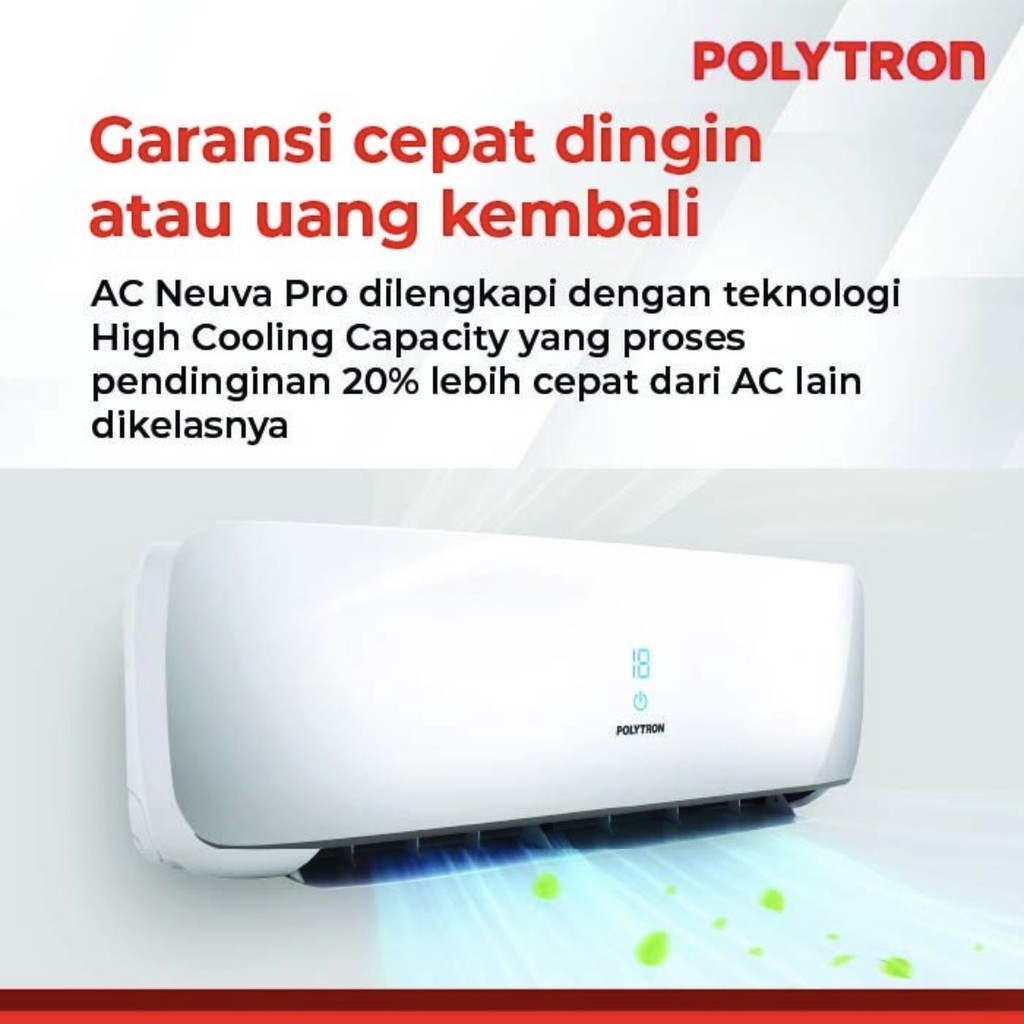 POLYTRON
Garansi cepat dingin
atau uang kembali
AC Neuva Pro dilengkapi dengan teknologi
High Cooling Capacity yang proses
pendinginan 20% lebih cepat dari AC lain
dikelasnya
18
POLYTRON